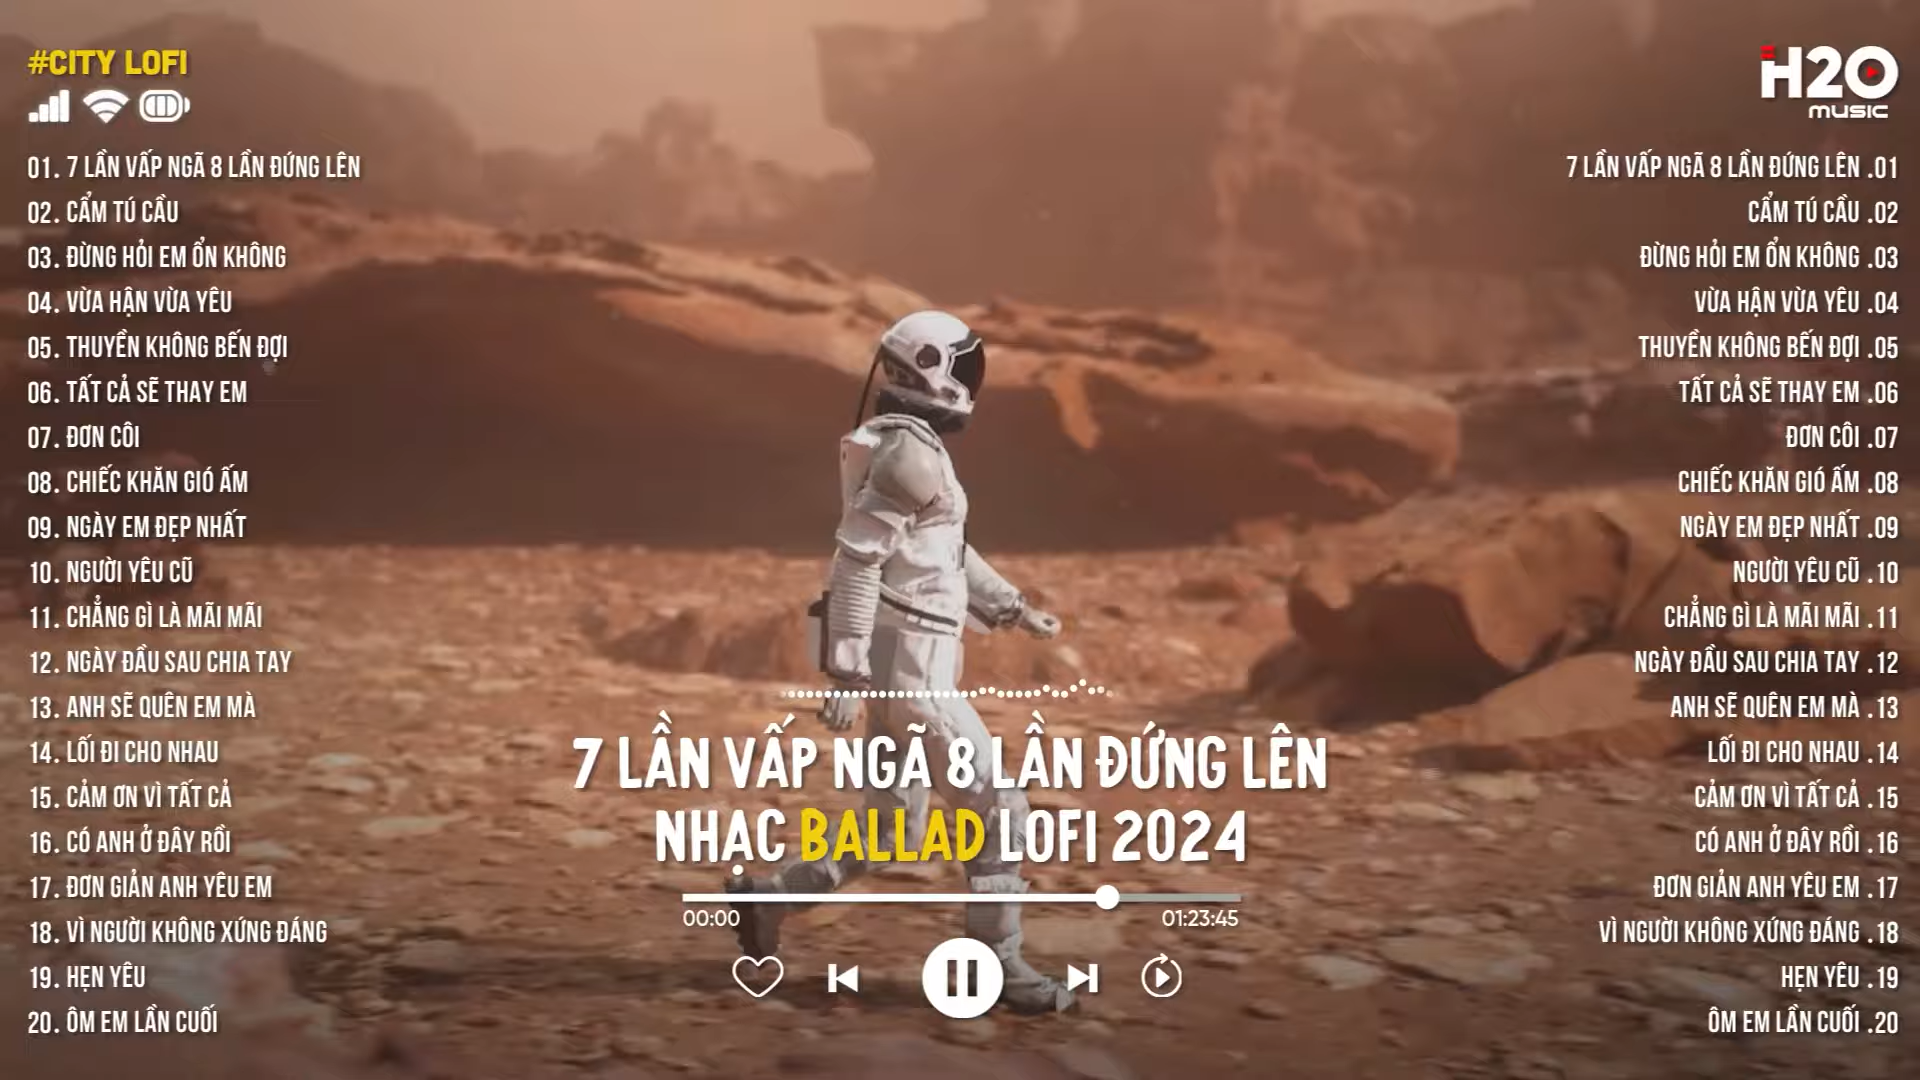 #CITY LOFI
H2O
MUSIC
01. 7 LẦN VẤP NGÃ 8 LẦN ĐỨNG LÊN
02. CẨM TÚ CẦU
03. ĐỪNG HỎI EM ỔN KHÔNG
04. VỪA HẬN VỪA YÊU
05. THUYỀN KHÔNG BẾN ĐỢI
06. TẤT CẢ SẼ THAY EM
07. ĐƠN CÔI
08. CHIẾC KHĂN GIÓ ẤM
09. NGÀY EM ĐẸP NHẤT
10. NGƯỜI YÊU CŨ
11. CHẲNG GÌ LÀ MÃI MÃI
12. NGÀY ĐẦU SAU CHIA TAY
13. ANH SẼ QUÊN EM MÀ
14. LỐI ĐI CHO NHAU
15. CẢM ƠN VÌ TẤT CẢ
16. CÓ ANH Ở ĐÂY RỒI
17. ĐƠN GIẢN ANH YÊU EM
18. VÌ NGƯỜI KHÔNG XỨNG ĐÁNG
19. HẸN YÊU
20. ÔM EM LẦN CUỐI
7 LẦN VẤP NGÃ 8 LẦN ĐỨNG LÊN
NHẠC BALLAD LOFI 2024
00:00
01:23:45
7 LẦN VẤP NGÃ 8 LẦN ĐỨNG LÊN .01
CẨM TÚ CẦU .02
ĐỪNG HỎI EM ỔN KHÔNG .03
VỪA HẬN VỪA YÊU .04
THUYỀN KHÔNG BẾN ĐỢI .05
TẤT CẢ SẼ THAY EM .06
ĐƠN CÔI .07
CHIẾC KHĂN GIÓ ẤM .08
NGÀY EM ĐẸP NHẤT .09
NGƯỜI YÊU CŨ .10
CHẲNG GÌ LÀ MÃI MÃI .11
NGÀY ĐẦU SAU CHIA TAY .12
ANH SẼ QUÊN EM MÀ .13
LỐI ĐI CHO NHAU .14
CẢM ƠN VÌ TẤT CẢ .15
CÓ ANH Ở ĐÂY RỒI .16
ĐƠN GIẢN ANH YÊU EM .17
VÌ NGƯỜI KHÔNG XỨNG ĐÁNG .18
HẸN YÊU .19
ÔM EM LẦN CUỐI .20